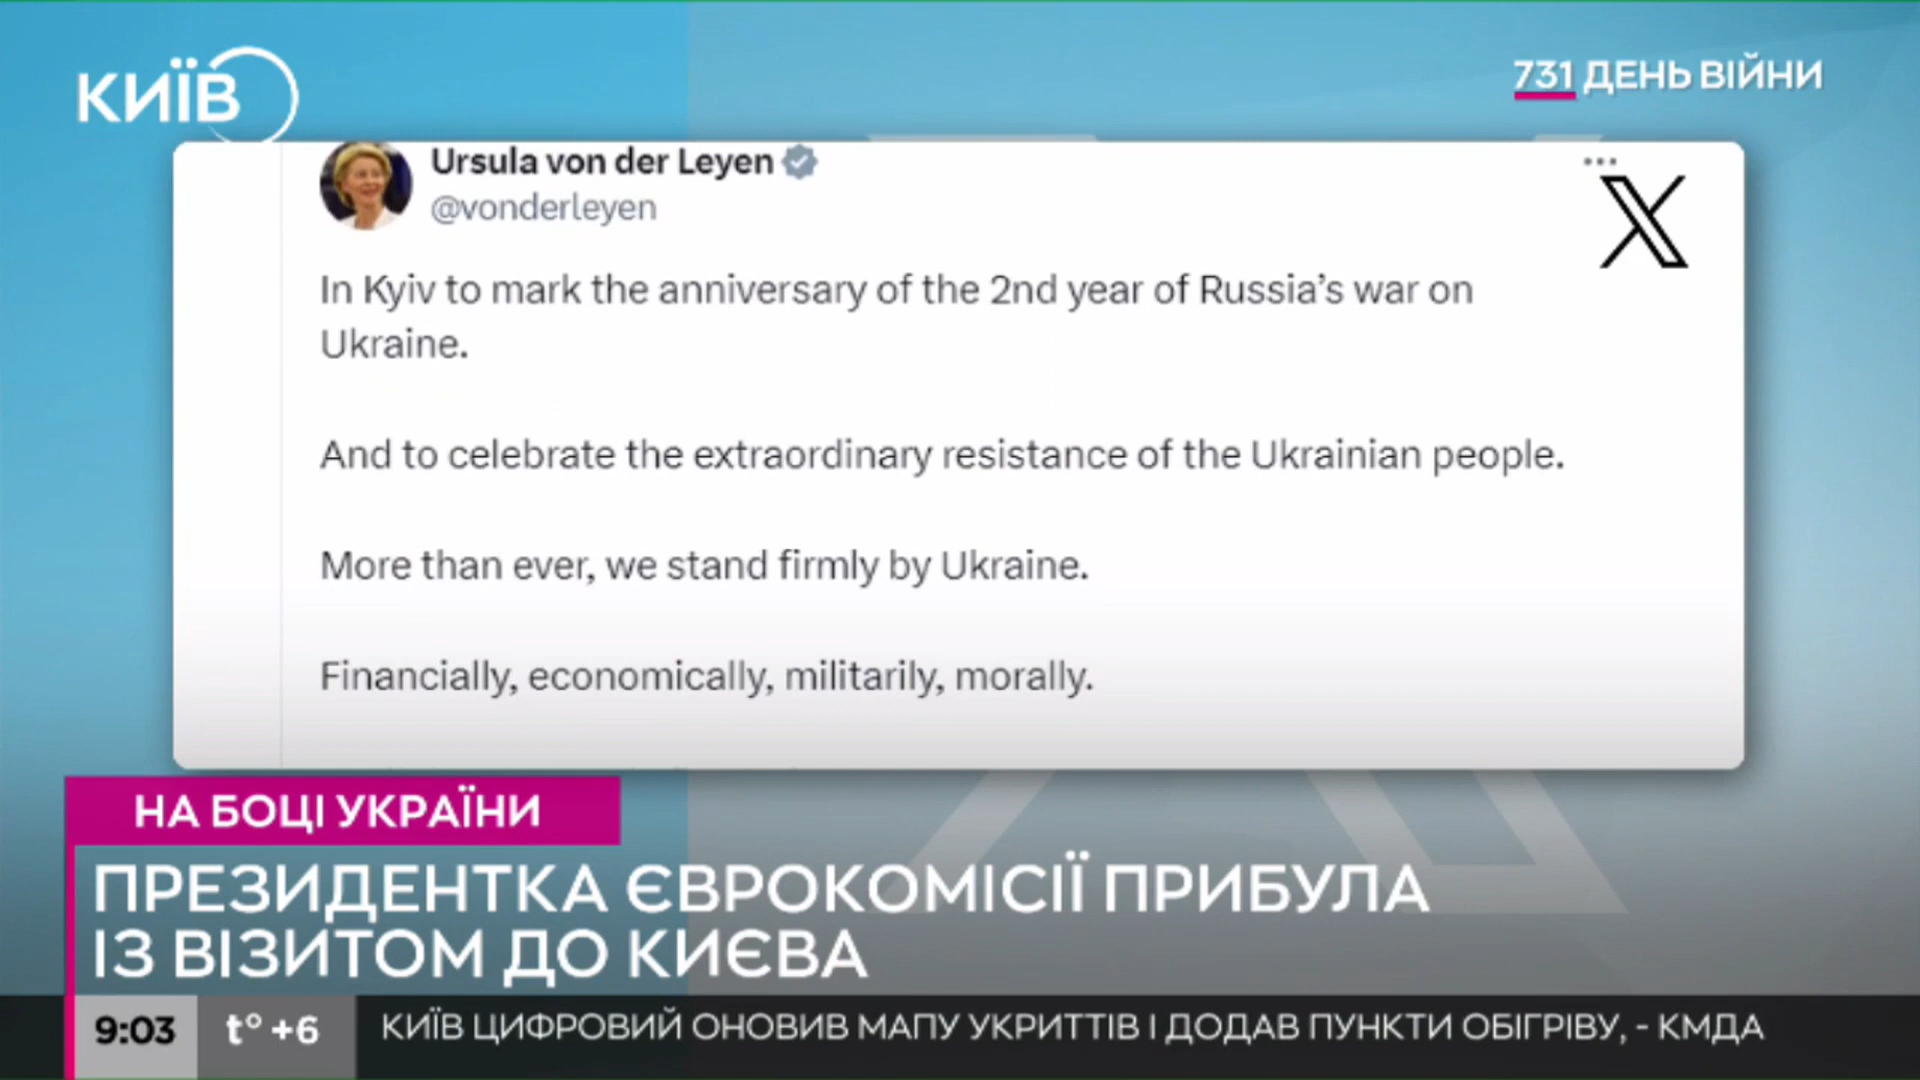 КИЇВ
731 ДЕНЬ ВІЙНИ
Ursula von der Leyen
@vonderleyen
In Kyiv to mark the anniversary of the 2nd year of Russia’s war on
Ukraine.
And to celebrate the extraordinary resistance of the Ukrainian people.
More than ever, we stand firmly by Ukraine.
Financially, economically, militarily, morally.
НА БОЦІ УКРАЇНИ
ПРЕЗИДЕНТКА ЄВРОКОМІСІЇ ПРИБУЛА
ІЗ ВІЗИТОМ ДО КИЄВА
9:03 t° +6 КИЇВ ЦИФРОВИЙ ОНОВИВ МАПУ УКРИТТІВ І ДОДАВ ПУНКТИ ОБІГРІВУ, - КМДА